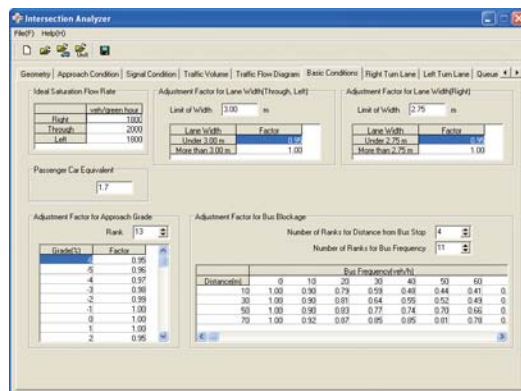 Intersection Analyzer
File(F) Help(H)
Geometry Approach Condition Signal Condition Traffic Volume Traffic Flow Diagram Basic Conditions Right Turn Lane Left Turn Lane Queue
Ideal Saturation Flow Rate
veh/green hour
Right 1800
Through 2000
Left 1800
Adjustment Factor for Lane Width(Through, Left)
Limit of Width 3.00 m
Lane Width Factor
Under 3.00 m 0.95
More than 3.00 m 1.00
Adjustment Factor for Lane Width(Right)
Limit of Width 2.75 m
Lane Width Factor
Under 2.75 m 0.95
More than 2.75 m 1.00
Passenger Car Equivalent
1.7
Adjustment Factor for Approach Grade
Rank 13
Grade(%) Factor
-6 0.95
-5 0.96
-4 0.97
-3 0.98
-2 0.99
-1 1.00
0 1.00
1 1.00
2 0.95
Adjustment Factor for Bus Blockage
Number of Ranks for Distance from Bus Stop 4
Number of Ranks for Bus Frequency 11
Bus Frequency(veh/h)
Distance(m) 0 10 20 30 40 50 60
10 1.00 0.90 0.79 0.59 0.48 0.44 0.41 0.
30 1.00 0.90 0.81 0.64 0.55 0.52 0.49 0.
50 1.00 0.90 0.83 0.77 0.74 0.70 0.66 0.
70 1.00 0.92 0.87 0.85 0.85 0.81 0.78 0.